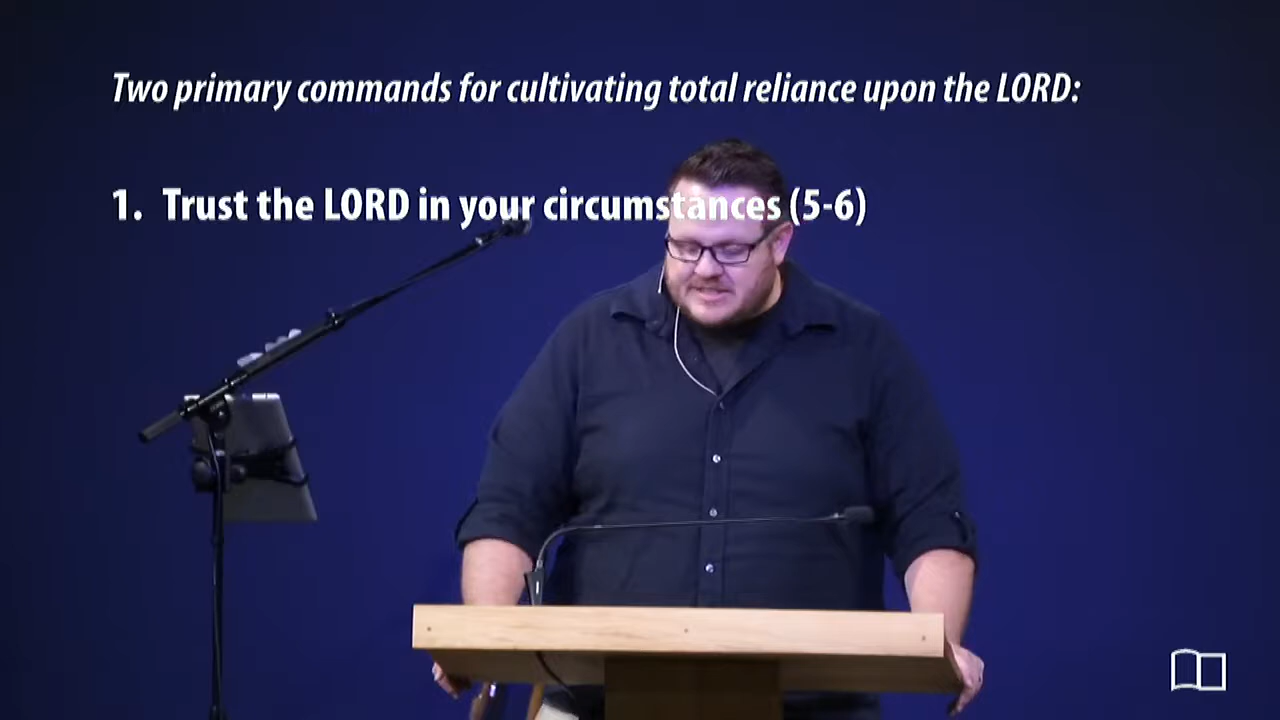 Two primary commands for cultivating total reliance upon the LORD:
1. Trust the LORD in your circumstances (5-6)